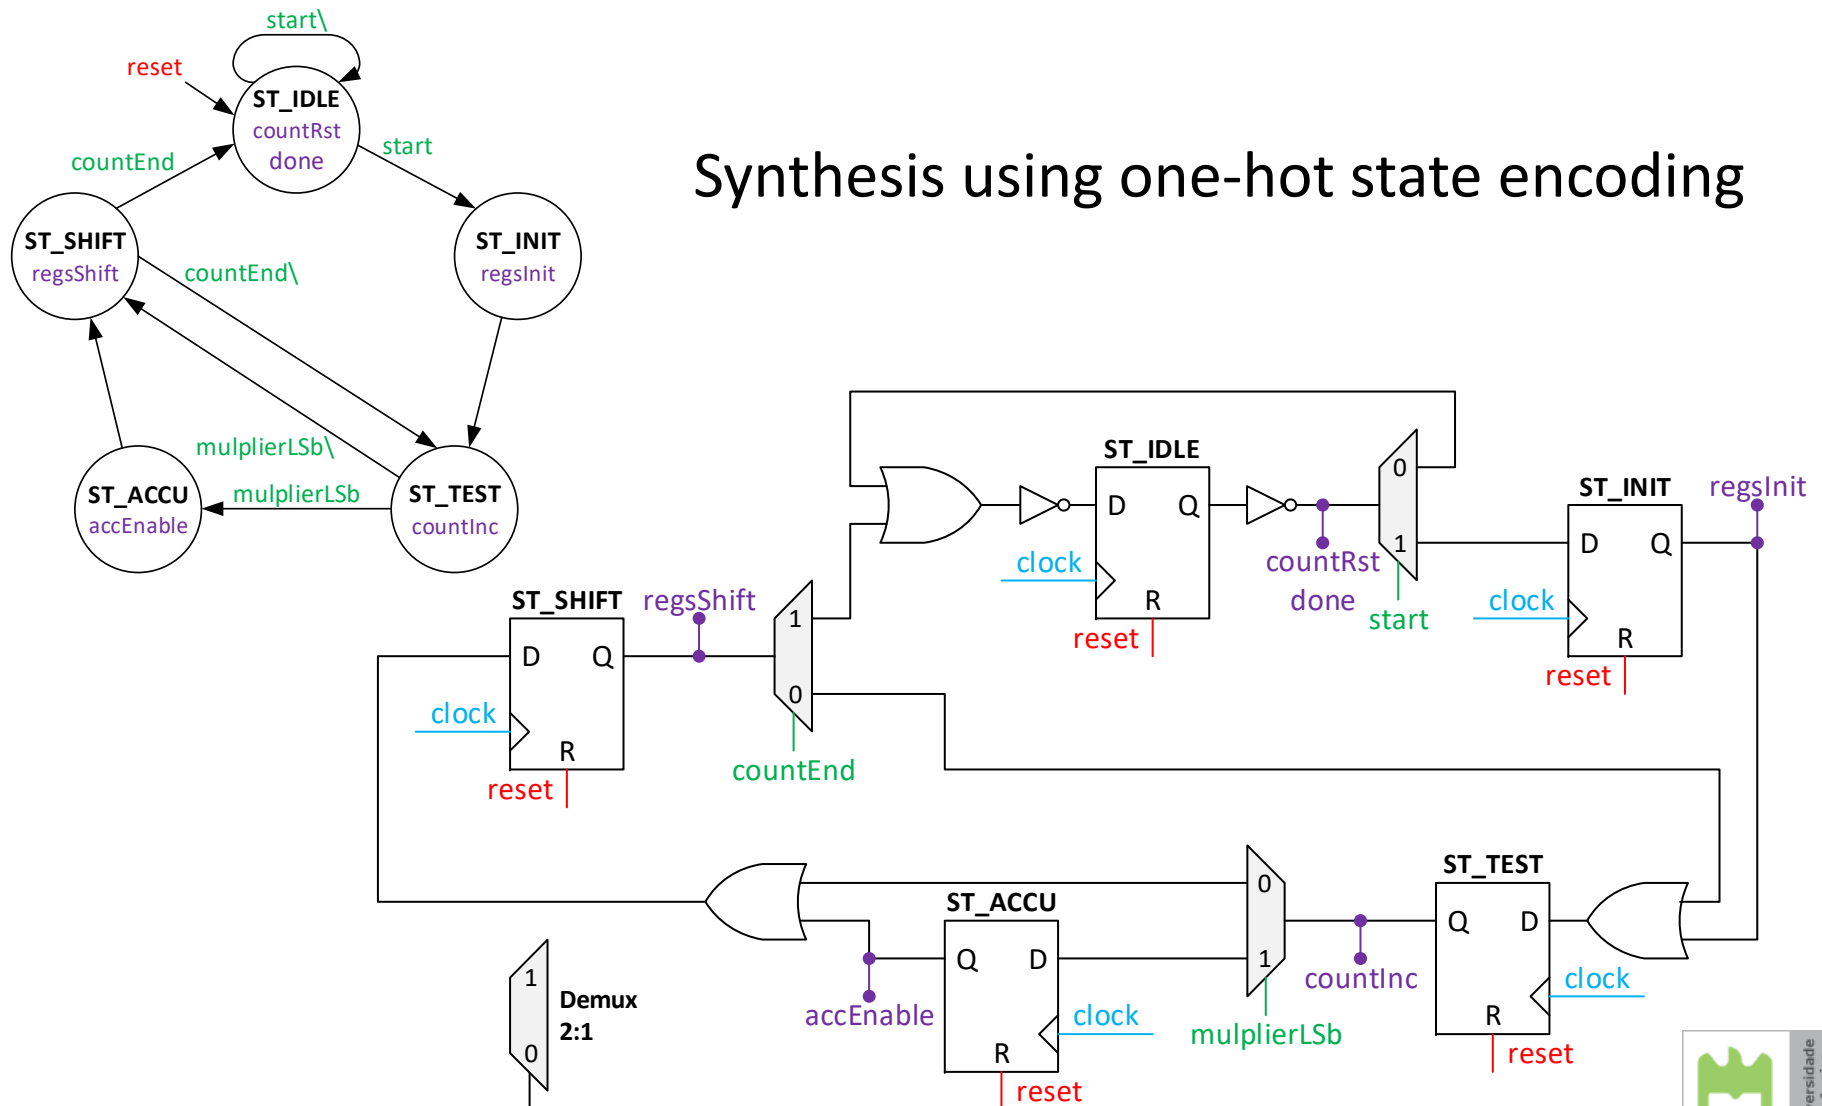 start\
reset
ST_IDLE
countRst
done
start
countEnd
Synthesis using one-hot state encoding
ST_SHIFT
regsShift
ST_INIT
regsInit
countEnd\
mulplierLSb\
ST_ACCU
accEnable
mulplierLSb
ST_TEST
countInc
ST_IDLE
D
Q
clock
R
reset
countRst
done
0
1
start
ST_INIT
regsInit
D
Q
clock
R
reset
ST_SHIFT
regsShift
D
Q
clock
R
reset
1
0
countEnd
ST_TEST
Q
D
clock
R
reset
countInc
0
1
mulplierLSb
ST_ACCU
Q
D
clock
R
reset
accEnable
1
0
Demux
2:1